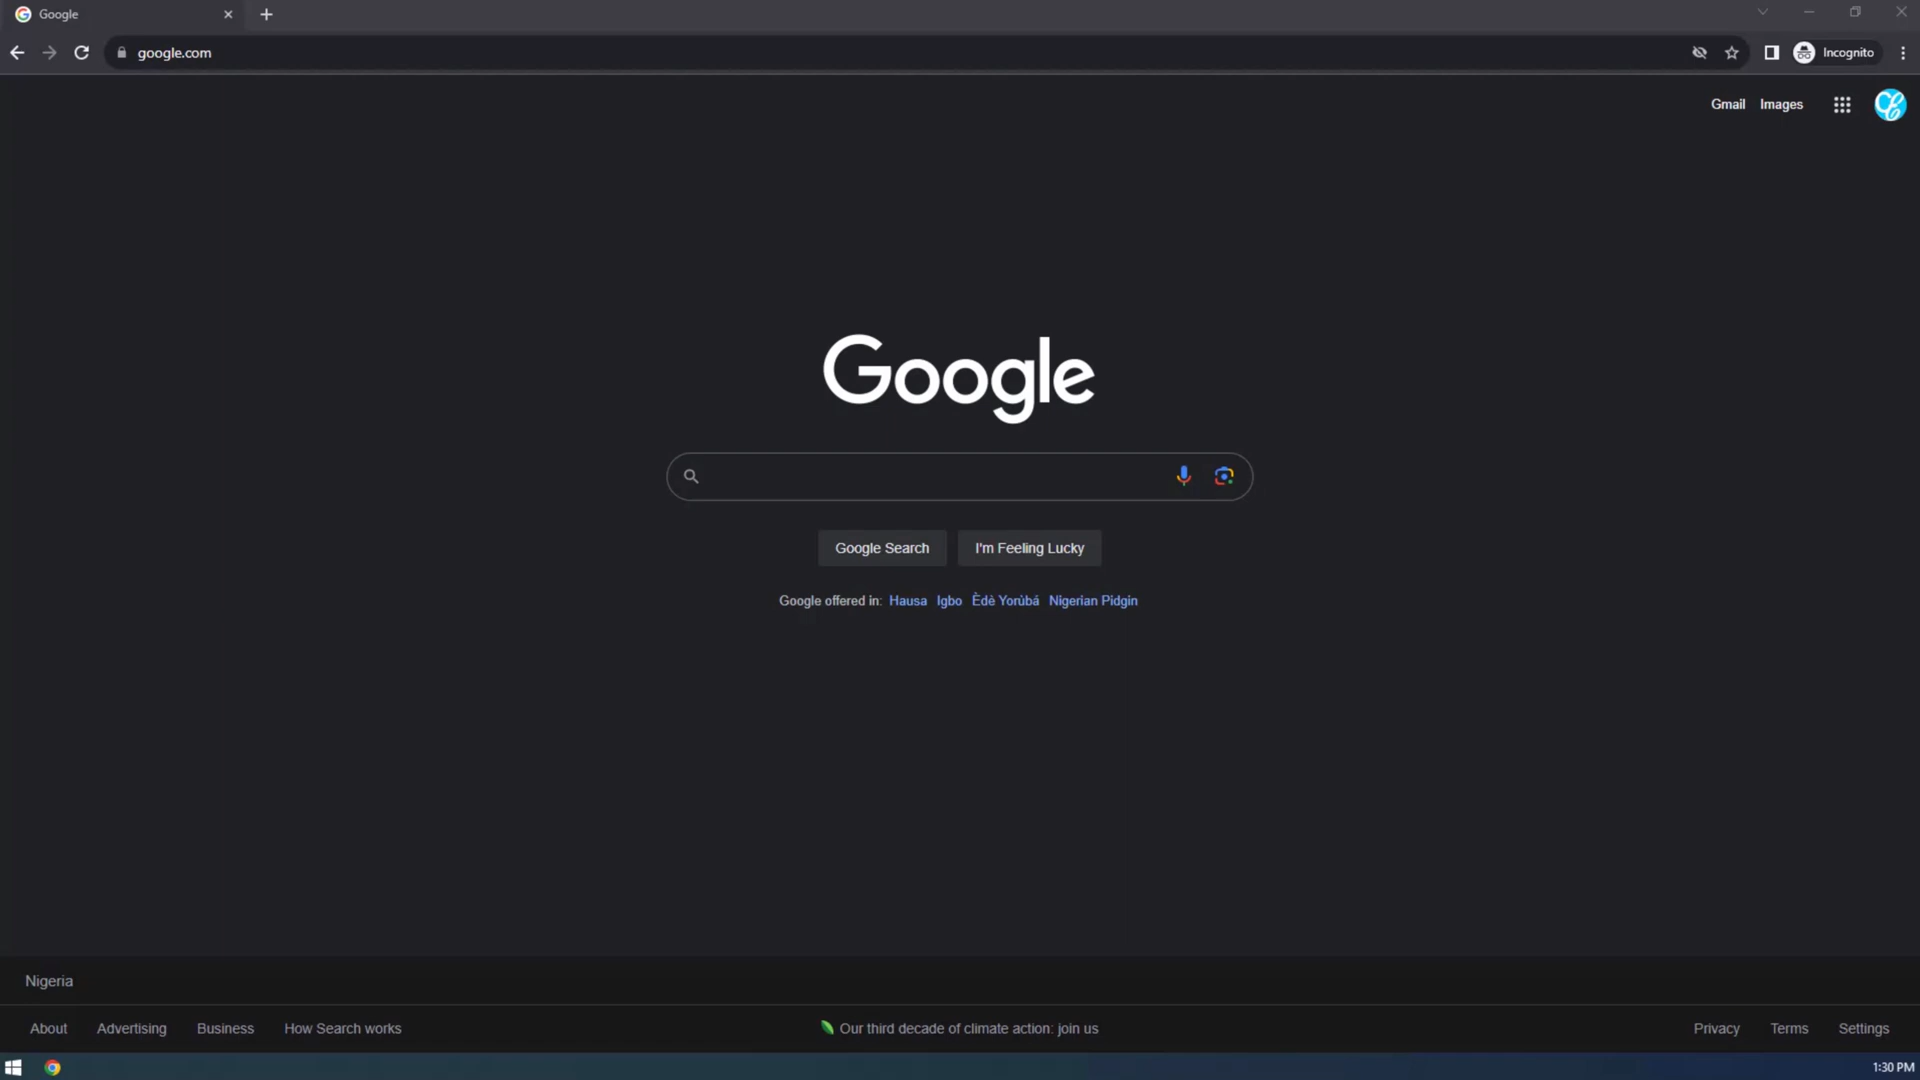 Google
google.com
Incognito
Gmail Images
Google
Google Search I'm Feeling Lucky
Google offered in: Hausa Igbo Èdè Yorùbá Nigerian Pidgin
Nigeria
About Advertising Business How Search works Our third decade of climate action: join us Privacy Terms Settings
1:30 PM